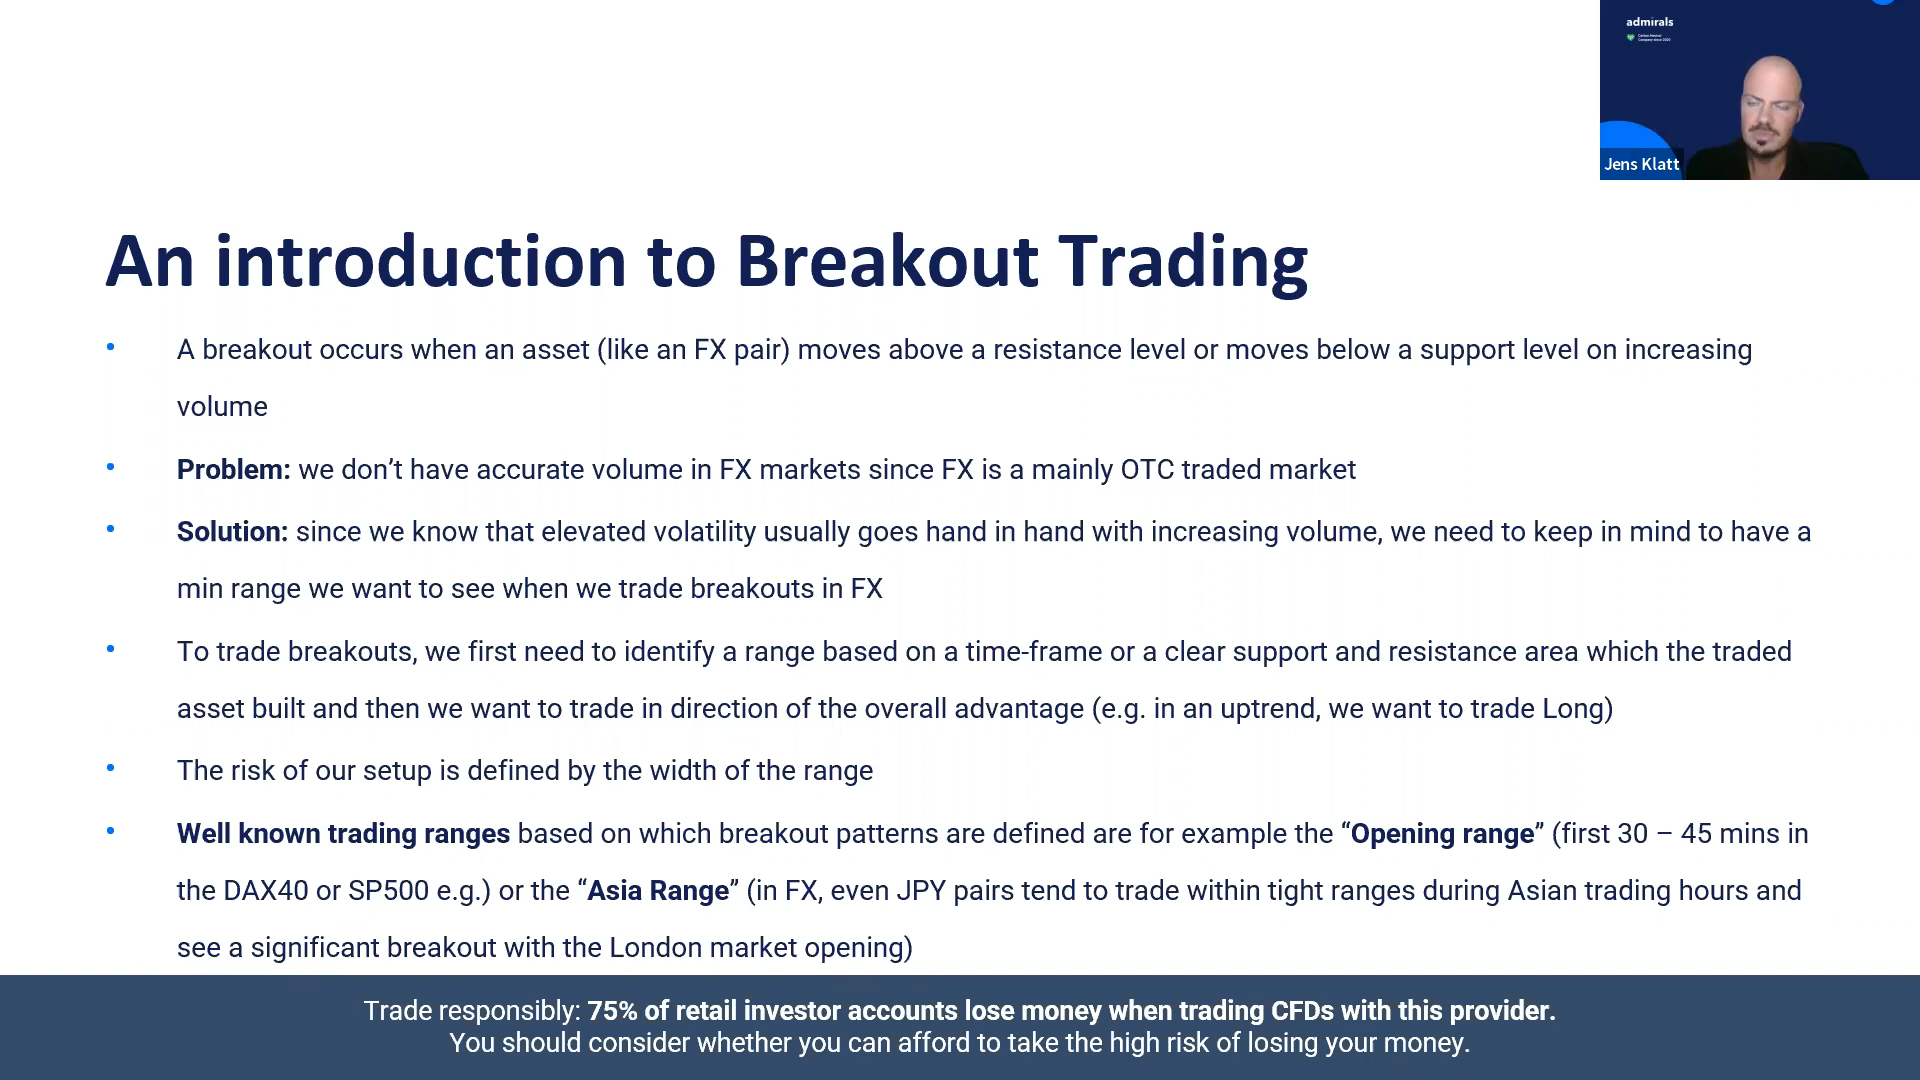 admirals
Carbon Neutral
Company since 2020
Jens Klatt
An introduction to Breakout Trading
• A breakout occurs when an asset (like an FX pair) moves above a resistance level or moves below a support level on increasing
volume
• Problem: we don’t have accurate volume in FX markets since FX is a mainly OTC traded market
• Solution: since we know that elevated volatility usually goes hand in hand with increasing volume, we need to keep in mind to have a
min range we want to see when we trade breakouts in FX
• To trade breakouts, we first need to identify a range based on a time-frame or a clear support and resistance area which the traded
asset built and then we want to trade in direction of the overall advantage (e.g. in an uptrend, we want to trade Long)
• The risk of our setup is defined by the width of the range
• Well known trading ranges based on which breakout patterns are defined are for example the “Opening range” (first 30 – 45 mins in
the DAX40 or SP500 e.g.) or the “Asia Range” (in FX, even JPY pairs tend to trade within tight ranges during Asian trading hours and
see a significant breakout with the London market opening)
Trade responsibly: 75% of retail investor accounts lose money when trading CFDs with this provider.
You should consider whether you can afford to take the high risk of losing your money.